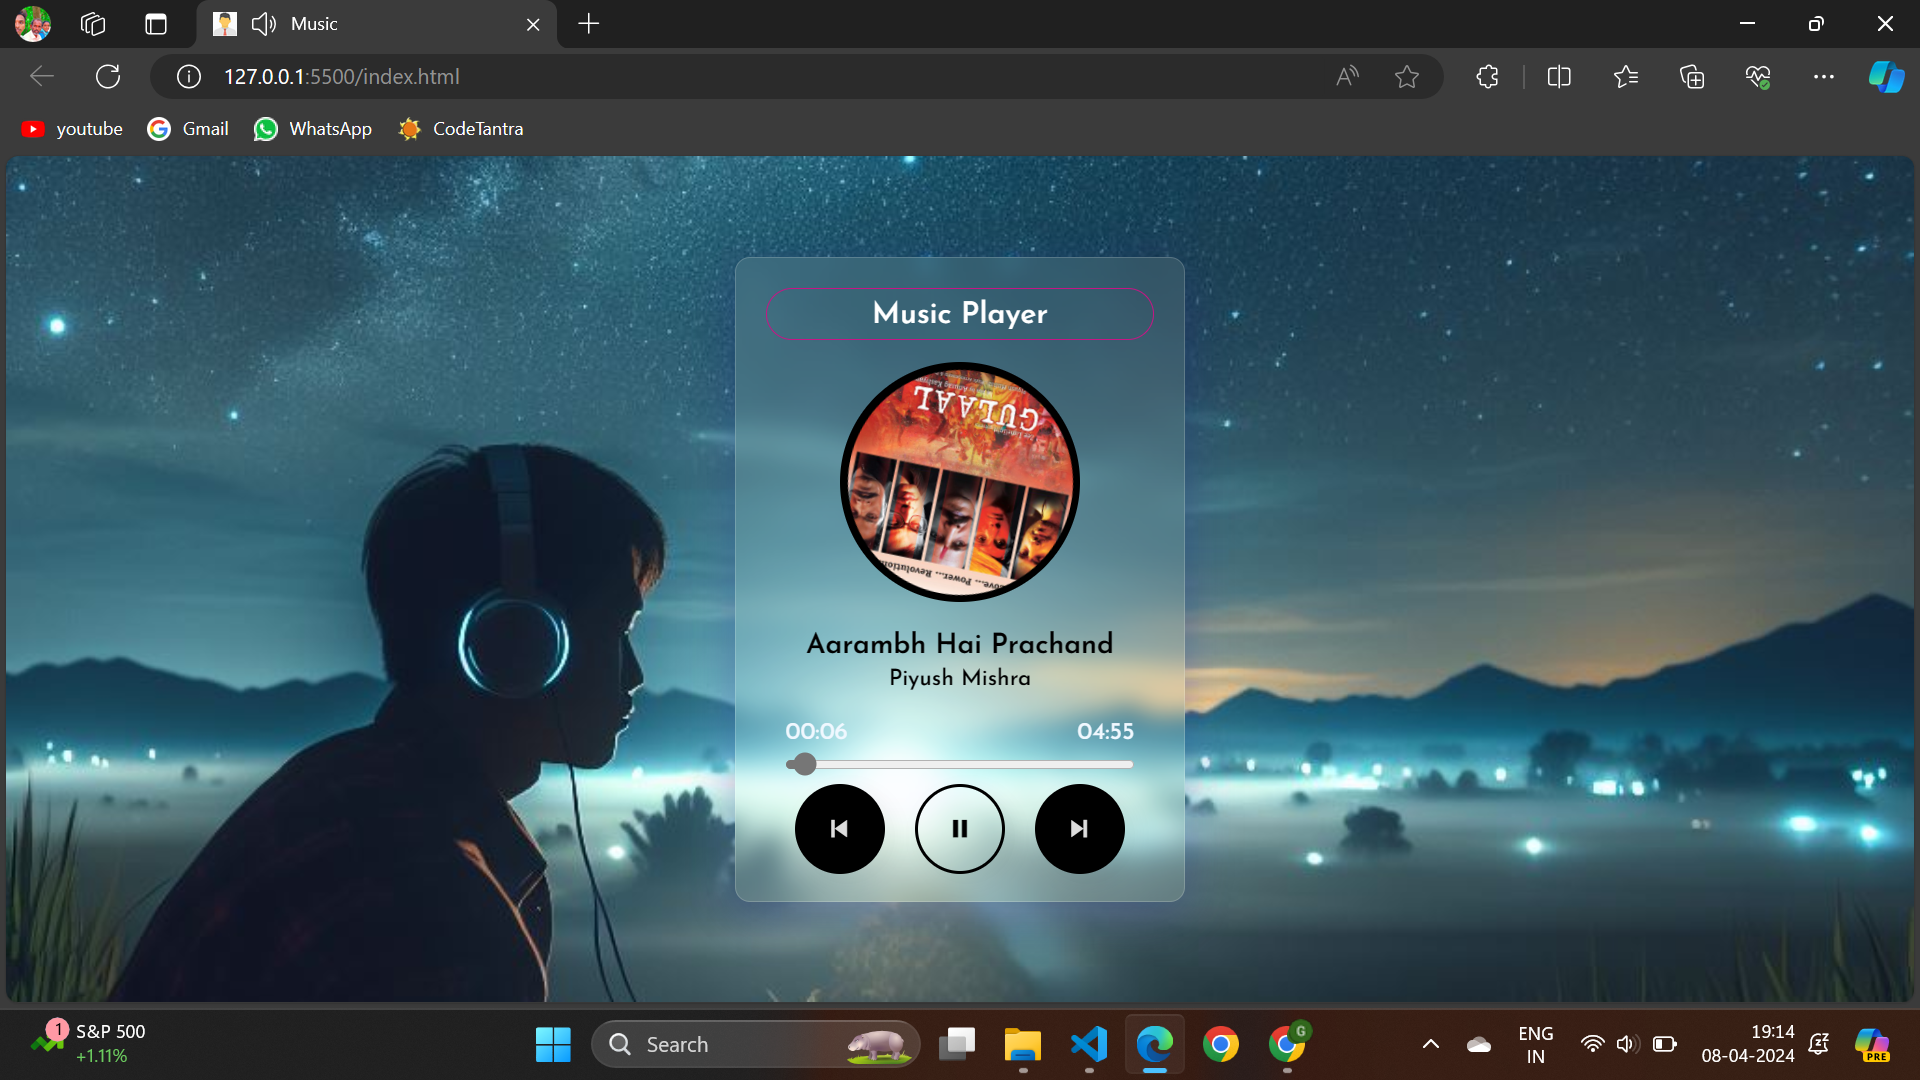 Music
127.0.0.1:5500/index.html
youtube
Gmail
WhatsApp
CodeTantra
Music Player
GULAAL
Love... Power... Revolution
Aarambh Hai Prachand
Piyush Mishra
00:06
04:55
1
S&P 500
+1.11%
Search
G
ENG
IN
19:14
08-04-2024
PRE